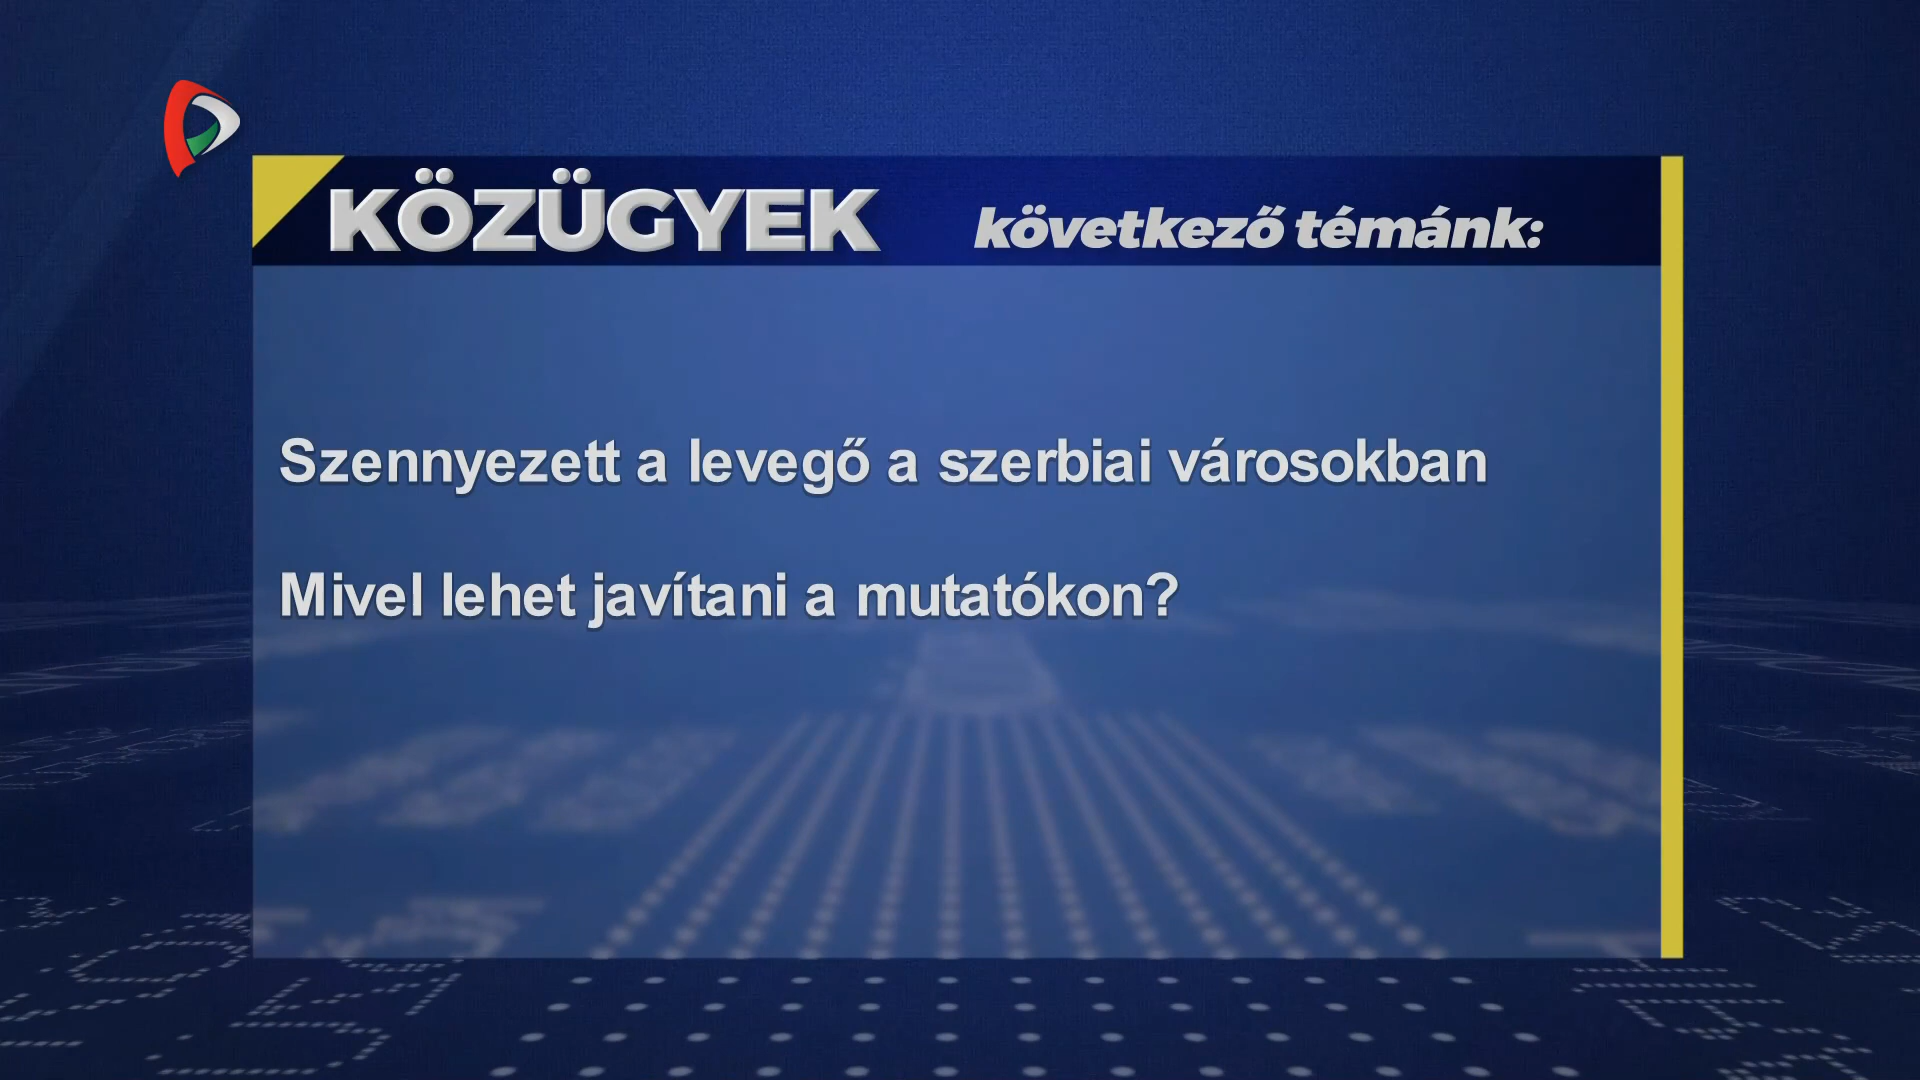 KÖZÜGYEK következő témánk:
Szennyezett a levegő a szerbiai városokban
Mivel lehet javítani a mutatókon?